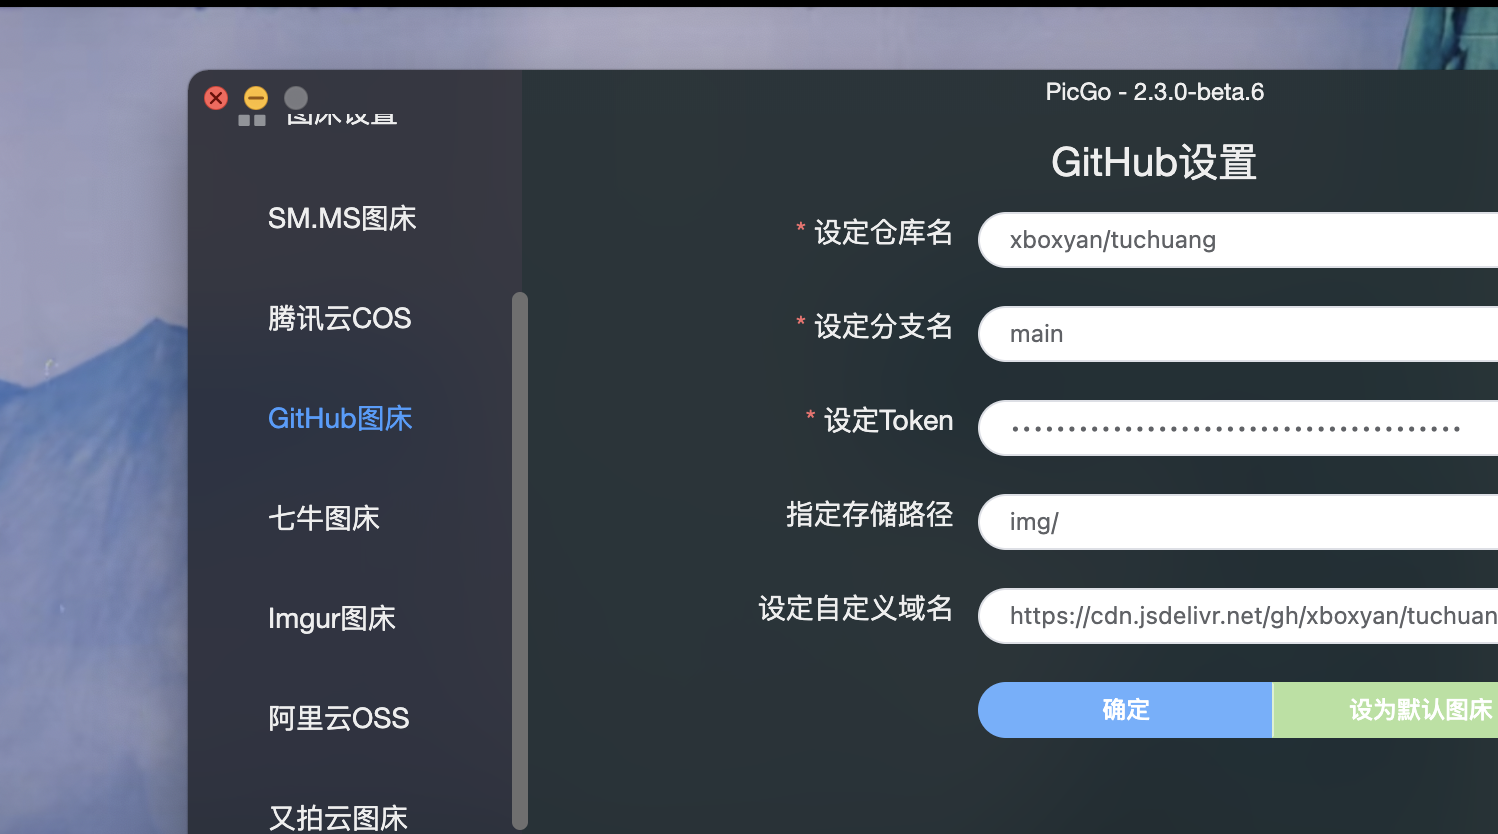 PicGo - 2.3.0-beta.6
图床设置
SM.MS图床
腾讯云COS
GitHub图床
七牛图床
Imgur图床
阿里云OSS
又拍云图床
GitHub设置
* 设定仓库名
xboxyan/tuchuang
* 设定分支名
main
* 设定Token
••••••••••••••••••••••••••••••••••••••••
指定存储路径
img/
设定自定义域名
https://cdn.jsdelivr.net/gh/xboxyan/tuchuan
确定
设为默认图床